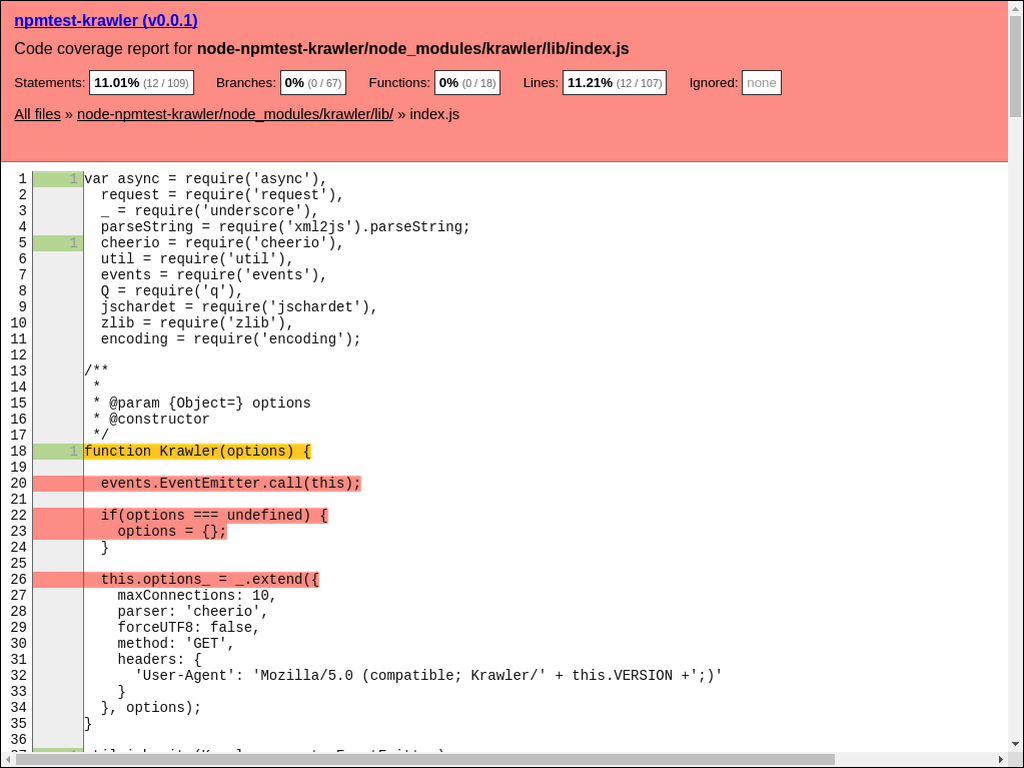 npmtest-krawler (v0.0.1)
Code coverage report for node-npmtest-krawler/node_modules/krawler/lib/index.js
Statements: 11.01% (12 / 109) Branches: 0% (0 / 67) Functions: 0% (0 / 18) Lines: 11.21% (12 / 107) Ignored: none
All files » node-npmtest-krawler/node_modules/krawler/lib/ » index.js
1 1 var async = require('async'),
2 request = require('request'),
3 _ = require('underscore'),
4 parseString = require('xml2js').parseString;
5 1 cheerio = require('cheerio'),
6 util = require('util'),
7 events = require('events'),
8 Q = require('q'),
9 jschardet = require('jschardet'),
10 zlib = require('zlib'),
11 encoding = require('encoding');
12
13 /**
14 *
15 * @param {Object=} options
16 * @constructor
17 */
18 1 function Krawler(options) {
19
20 events.EventEmitter.call(this);
21
22 if(options === undefined) {
23 options = {};
24 }
25
26 this.options_ = _.extend({
27 maxConnections: 10,
28 parser: 'cheerio',
29 forceUTF8: false,
30 method: 'GET',
31 headers: {
32 'User-Agent': 'Mozilla/5.0 (compatible; Krawler/' + this.VERSION +';)'
33 }
34 }, options);
35 }
36